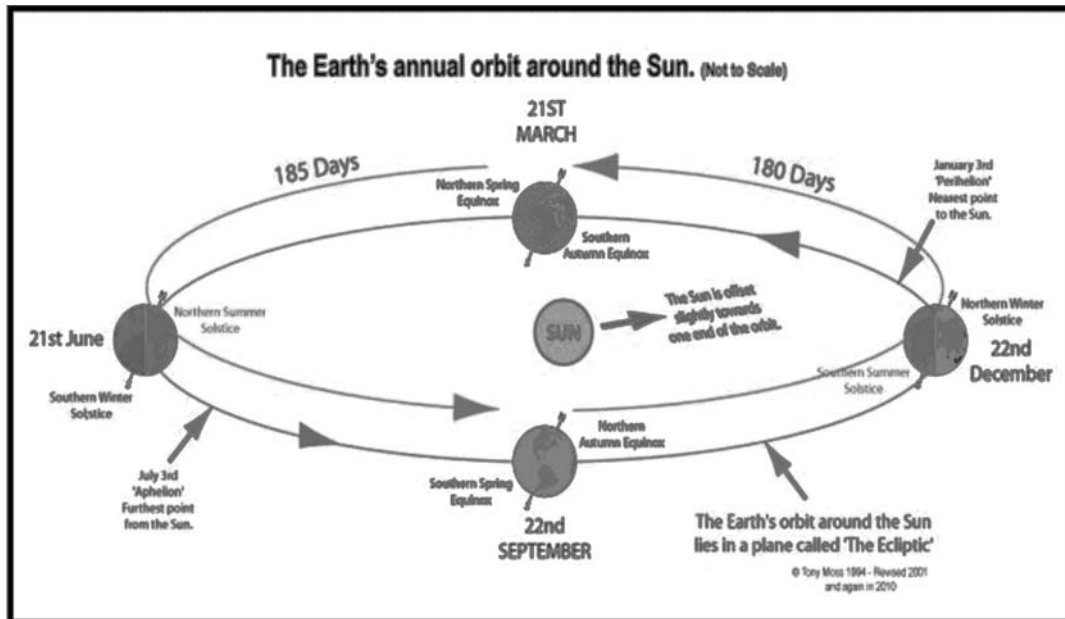 The Earth's annual orbit around the Sun. (Not to Scale)
21ST
MARCH
185 Days
180 Days
January 3rd
'Perihelion'
Nearest point
to the Sun.
Northern Spring
Equinox
Southern
Autumn Equinox
The Sun is offset
slightly towards
one end of the orbit.
SUN
Northern Summer
Solstice
21st June
Southern Winter
Solstice
Northern Winter
Solstice
22nd
December
Southern Summer
Solstice
July 3rd
'Aphelion'
Furthest point
from the Sun.
Northern
Autumn Equinox
Southern Spring
Equinox
22nd
SEPTEMBER
The Earth's orbit around the Sun
lies in a plane called 'The Ecliptic'
© Tony Moss 1994 - Revised 2001
and again in 2010